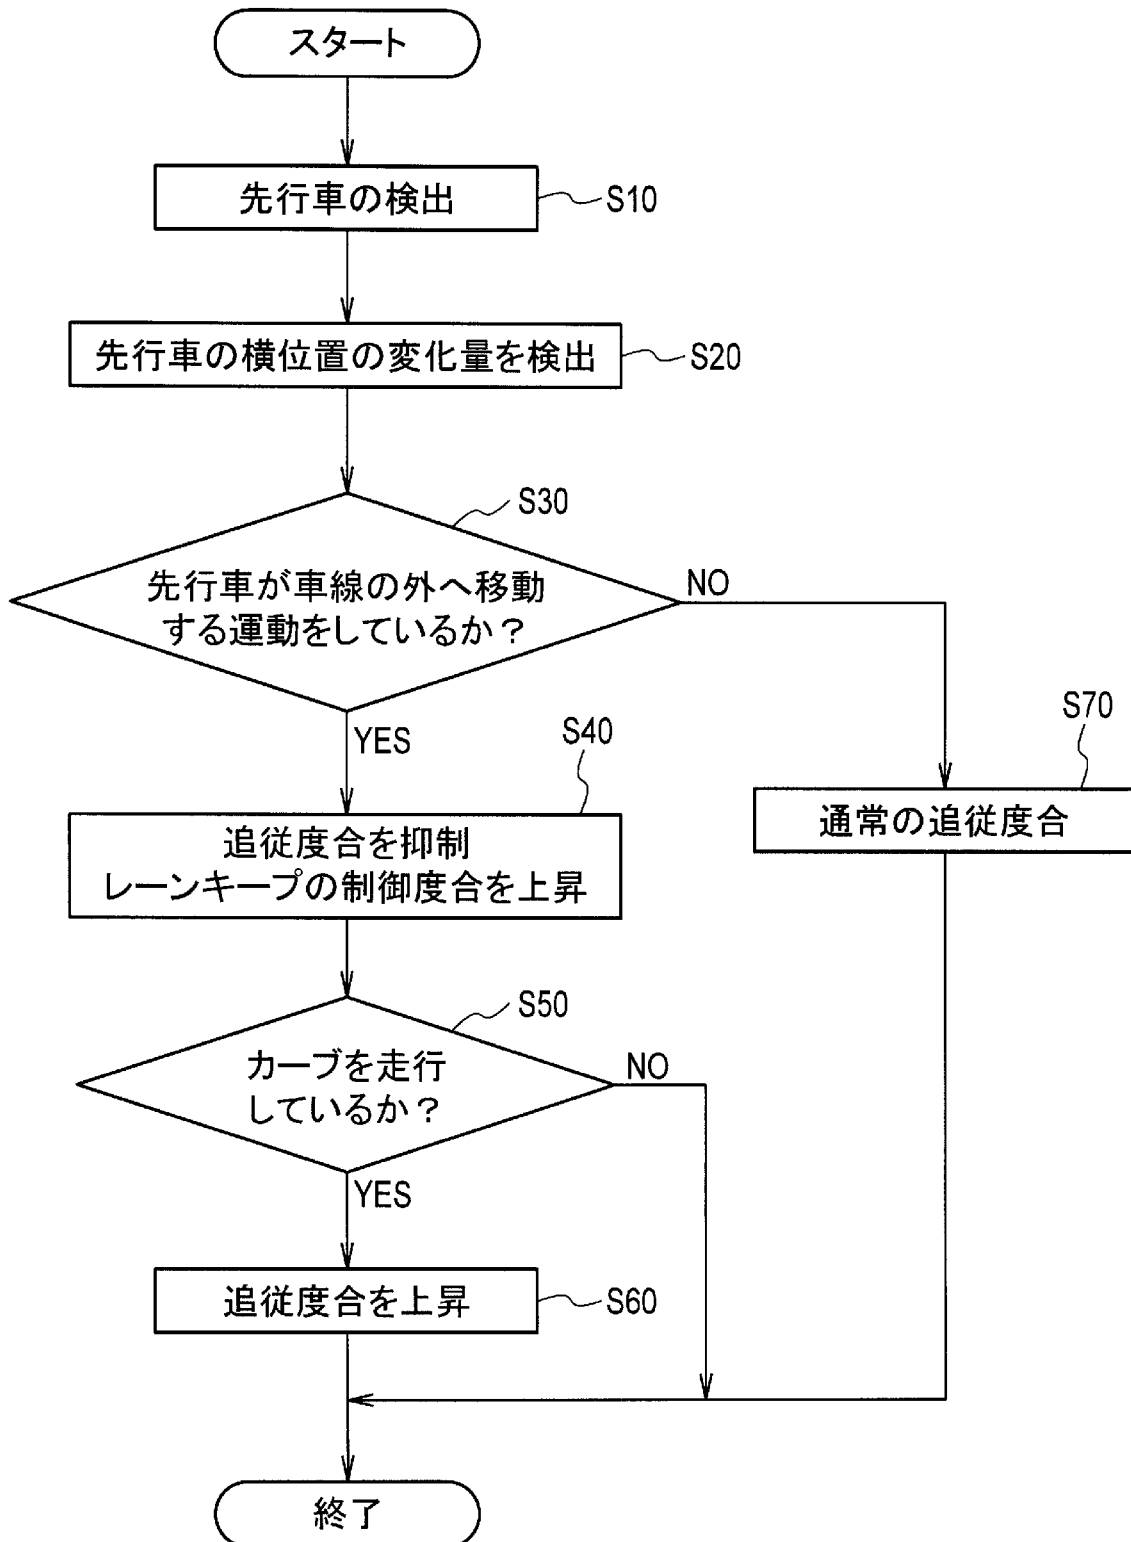 スタート
先行車の検出
S10
先行車の横位置の変化量を検出
S20
S30
先行車が車線の外へ移動
する運動をしているか？
NO
YES
S40
S70
追従度合を抑制
レーンキープの制御度合を上昇
通常の追従度合
S50
カーブを走行
しているか？
NO
YES
追従度合を上昇
S60
終了